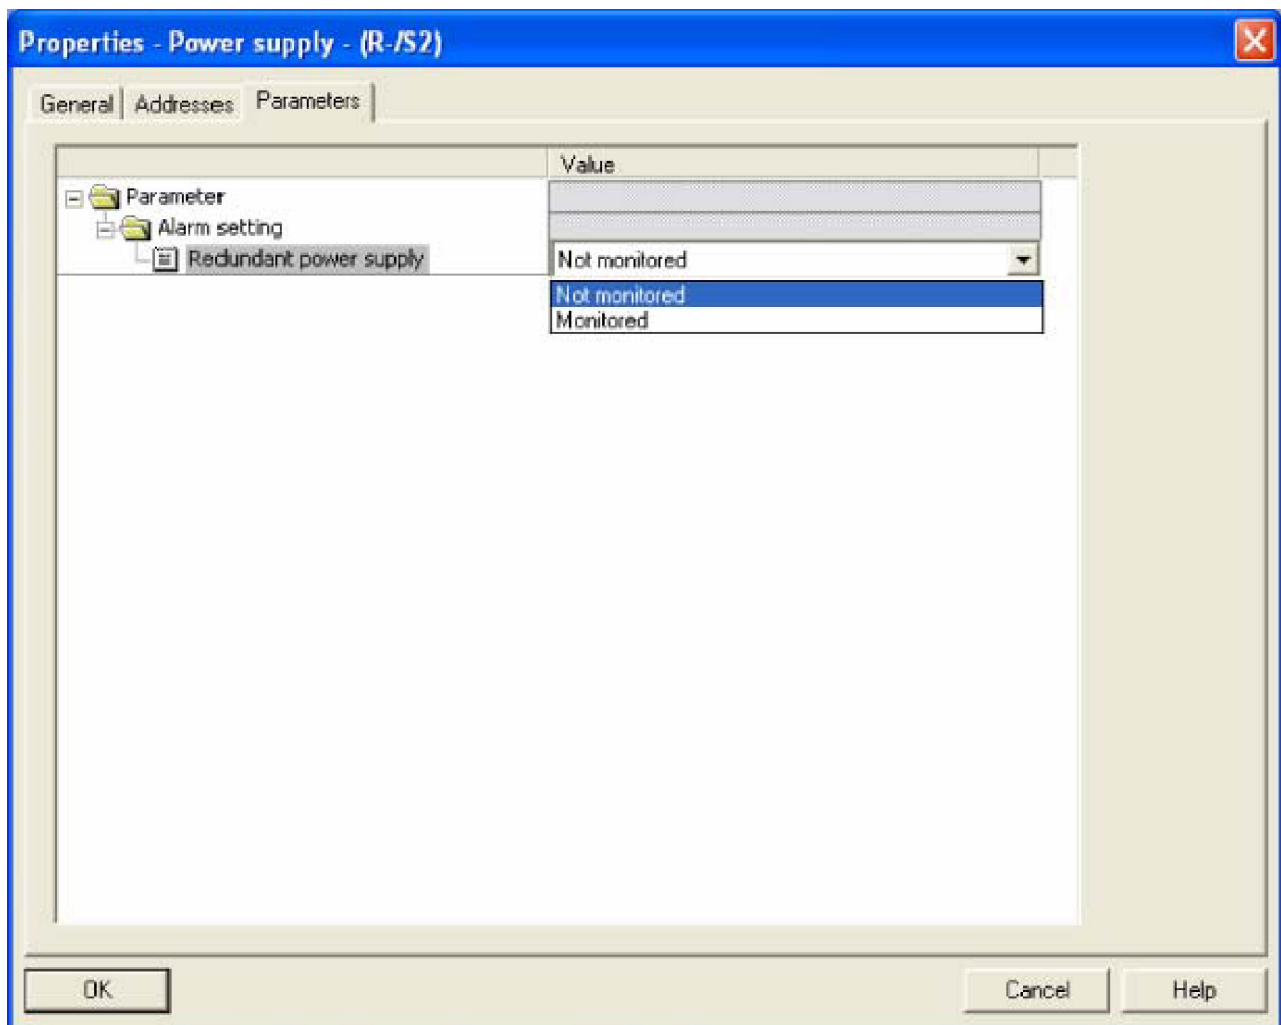 Properties - Power supply - (R-/S2)
General Addresses Parameters
Value
Parameter
Alarm setting
Redundant power supply Not monitored
Not monitored
Monitored
OK Cancel Help